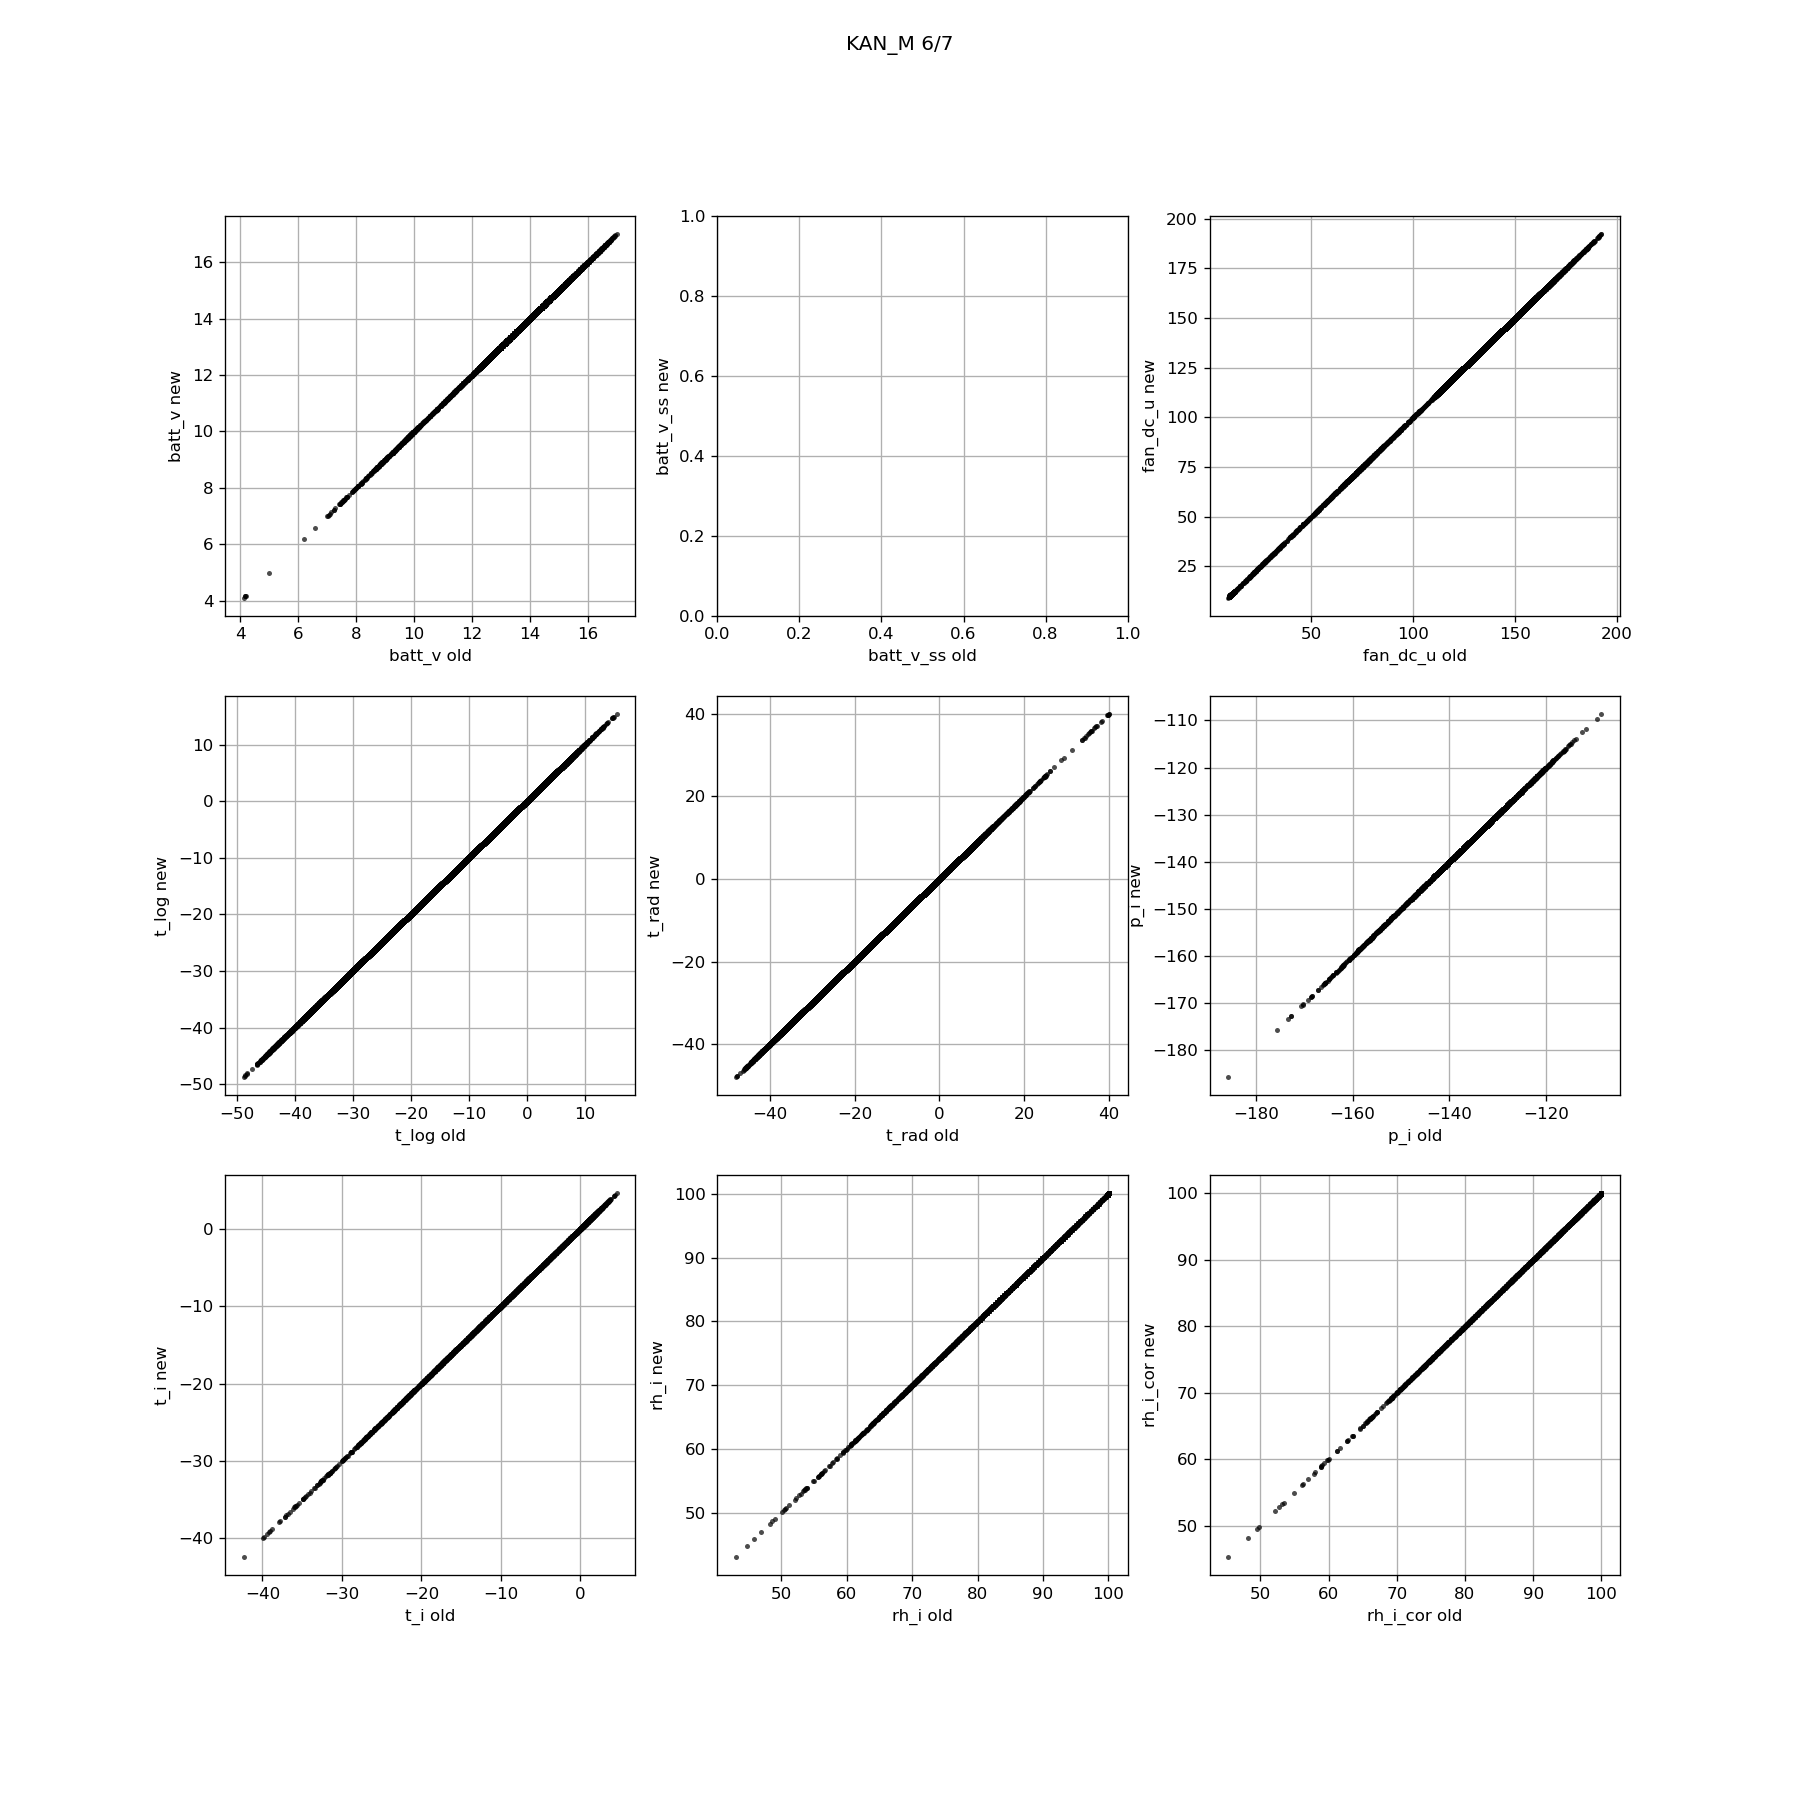 KAN_M 6/7
batt_v new
16
14
12
10
8
6
4
4 6 8 10 12 14 16
batt_v old
batt_v_ss new
1.0
0.8
0.6
0.4
0.2
0.0
0.0 0.2 0.4 0.6 0.8 1.0
batt_v_ss old
fan_dc_u new
200
175
150
125
100
75
50
25
50 100 150 200
fan_dc_u old
t_log new
10
0
−10
−20
−30
−40
−50
−50 −40 −30 −20 −10 0 10
t_log old
t_rad new
40
20
0
−20
−40
−40 −20 0 20 40
t_rad old
p_i new
−110
−120
−130
−140
−150
−160
−170
−180
−180 −160 −140 −120
p_i old
t_i new
0
−10
−20
−30
−40
−40 −30 −20 −10 0
t_i old
rh_i new
100
90
80
70
60
50
50 60 70 80 90 100
rh_i old
rh_i_cor new
100
90
80
70
60
50
50 60 70 80 90 100
rh_i_cor old